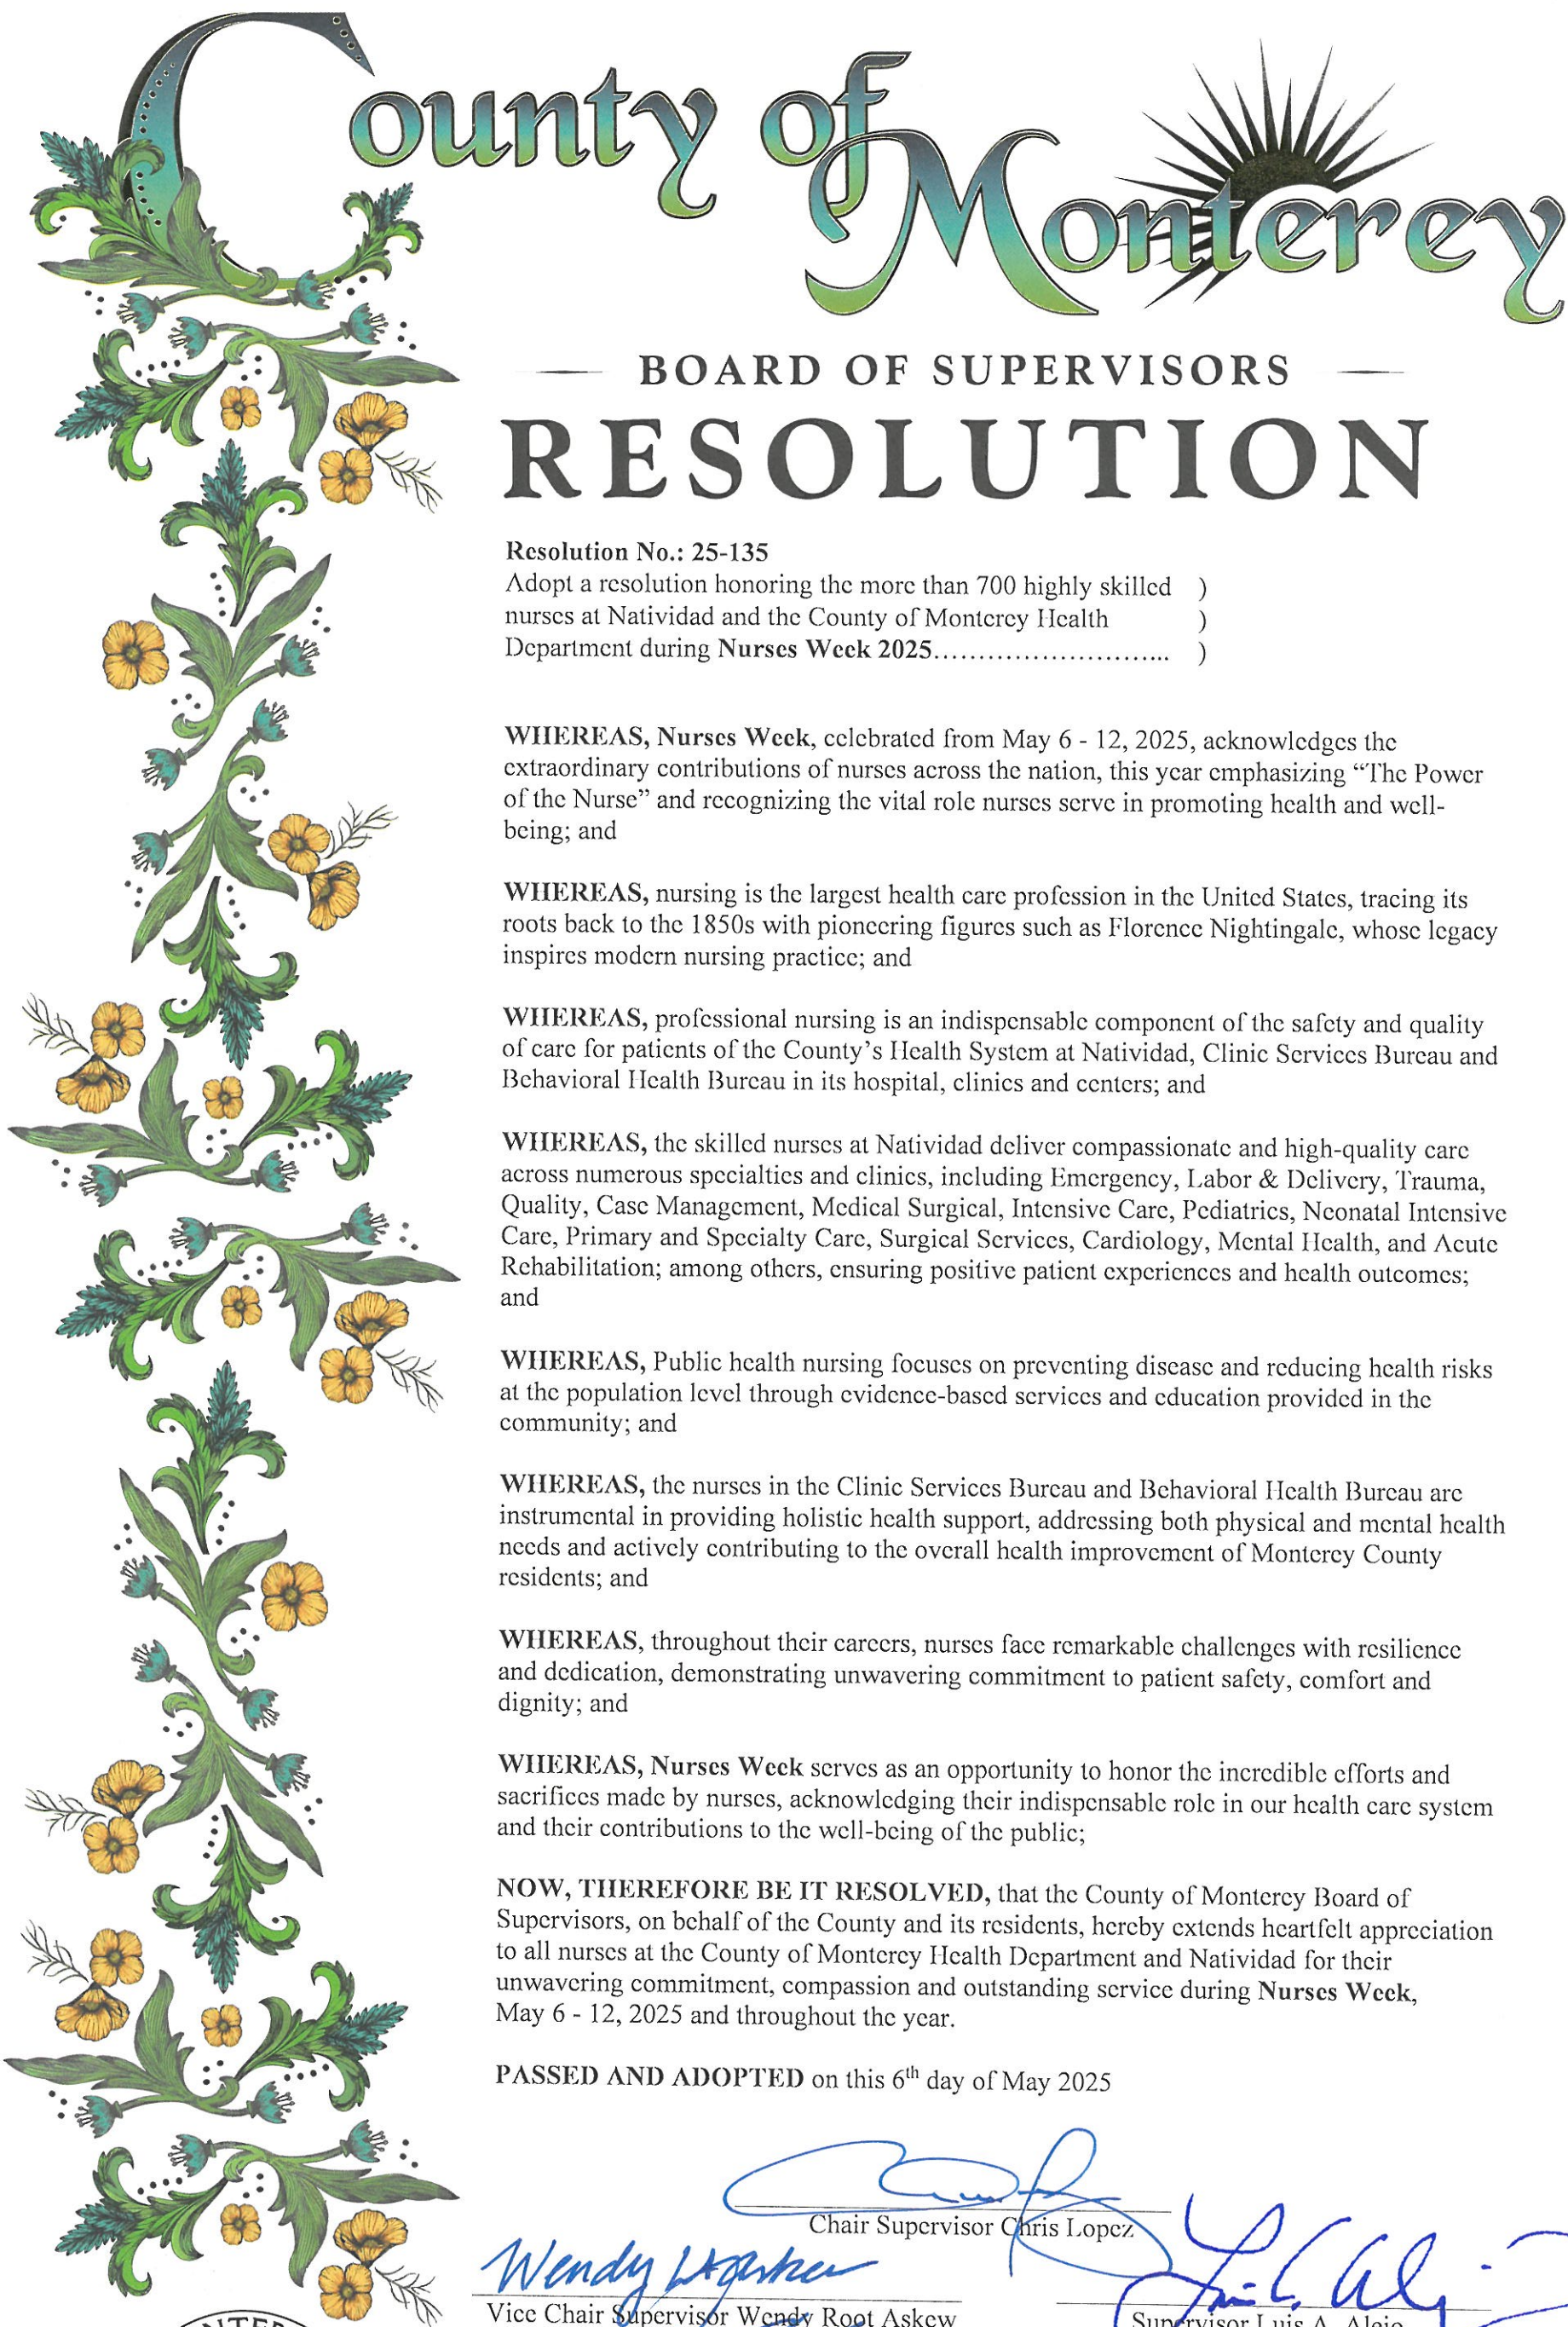 County of
Monterey
BOARD OF SUPERVISORS
RESOLUTION
Resolution No.: 25-135
Adopt a resolution honoring the more than 700 highly skilled )
nurses at Natividad and the County of Monterey Health )
Department during Nurses Week 2025............................ )
WHEREAS, Nurses Week, celebrated from May 6 - 12, 2025, acknowledges the
extraordinary contributions of nurses across the nation, this year emphasizing “The Power
of the Nurse” and recognizing the vital role nurses serve in promoting health and well-
being; and
WHEREAS, nursing is the largest health care profession in the United States, tracing its
roots back to the 1850s with pioneering figures such as Florence Nightingale, whose legacy
inspires modern nursing practice; and
WHEREAS, professional nursing is an indispensable component of the safety and quality
of care for patients of the County’s Health System at Natividad, Clinic Services Bureau and
Behavioral Health Bureau in its hospital, clinics and centers; and
WHEREAS, the skilled nurses at Natividad deliver compassionate and high-quality care
across numerous specialties and clinics, including Emergency, Labor & Delivery, Trauma,
Quality, Case Management, Medical Surgical, Intensive Care, Pediatrics, Neonatal Intensive
Care, Primary and Specialty Care, Surgical Services, Cardiology, Mental Health, and Acute
Rehabilitation; among others, ensuring positive patient experiences and health outcomes;
and
WHEREAS, Public health nursing focuses on preventing disease and reducing health risks
at the population level through evidence-based services and education provided in the
community; and
WHEREAS, the nurses in the Clinic Services Bureau and Behavioral Health Bureau are
instrumental in providing holistic health support, addressing both physical and mental health
needs and actively contributing to the overall health improvement of Monterey County
residents; and
WHEREAS, throughout their careers, nurses face remarkable challenges with resilience
and dedication, demonstrating unwavering commitment to patient safety, comfort and
dignity; and
WHEREAS, Nurses Week serves as an opportunity to honor the incredible efforts and
sacrifices made by nurses, acknowledging their indispensable role in our health care system
and their contributions to the well-being of the public;
NOW, THEREFORE BE IT RESOLVED, that the County of Monterey Board of
Supervisors, on behalf of the County and its residents, hereby extends heartfelt appreciation
to all nurses at the County of Monterey Health Department and Natividad for their
unwavering commitment, compassion and outstanding service during Nurses Week,
May 6 - 12, 2025 and throughout the year.
PASSED AND ADOPTED on this 6th day of May 2025
Chair Supervisor Chris Lopez
Wendy
Vice Chair Supervisor Wendy Root Askew
Supervisor Luis A. Alejo